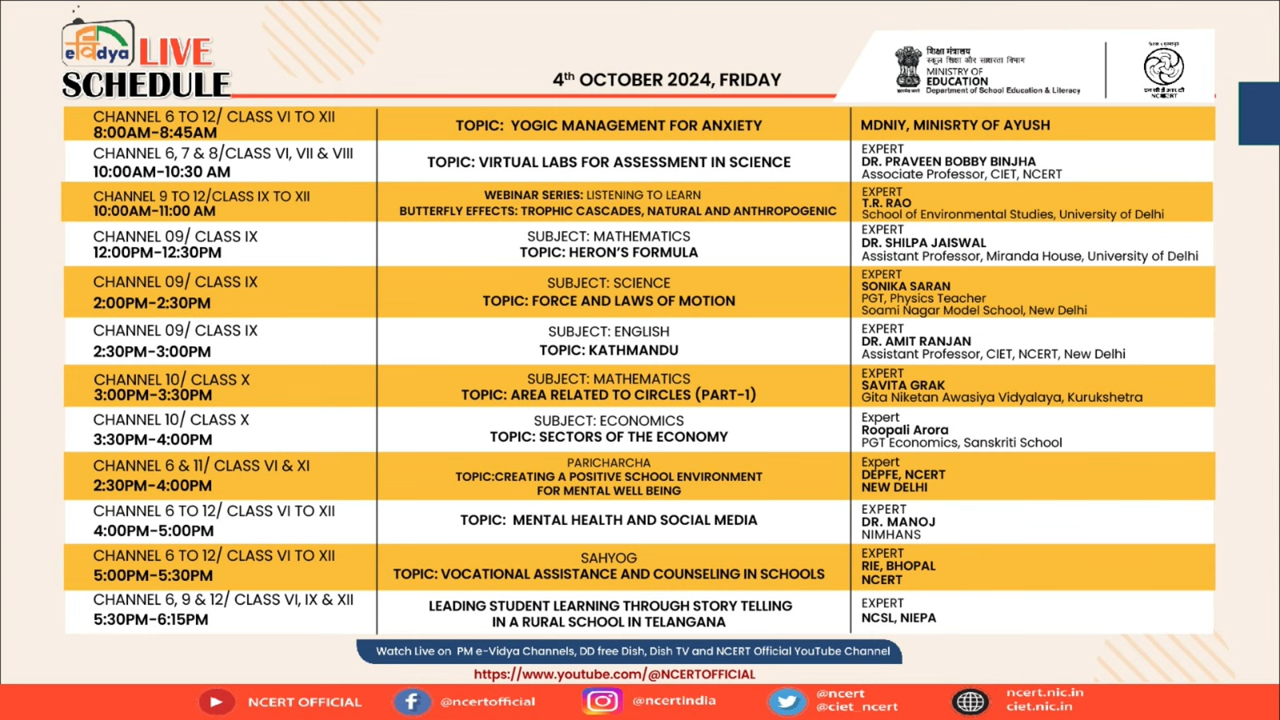 eविdya LIVE
SCHEDULE
4th OCTOBER 2024, FRIDAY
शिक्षा मंत्रालय
स्कूल शिक्षा और साक्षरता विभाग
MINISTRY OF
EDUCATION
Department of School Education & Literacy
CHANNEL 6 TO 12/ CLASS VI TO XII
8:00AM-8:45AM
TOPIC: YOGIC MANAGEMENT FOR ANXIETY
MDNIY, MINISRTY OF AYUSH
CHANNEL 6, 7 & 8/CLASS VI, VII & VIII
10:00AM-10:30 AM
TOPIC: VIRTUAL LABS FOR ASSESSMENT IN SCIENCE
EXPERT
DR. PRAVEEN BOBBY BINJHA
Associate Professor, CIET, NCERT
CHANNEL 9 TO 12/CLASS IX TO XII
10:00AM-11:00 AM
WEBINAR SERIES: LISTENING TO LEARN
BUTTERFLY EFFECTS: TROPHIC CASCADES, NATURAL AND ANTHROPOGENIC
EXPERT
T.R. RAO
School of Environmental Studies, University of Delhi
CHANNEL 09/ CLASS IX
12:00PM-12:30PM
SUBJECT: MATHEMATICS
TOPIC: HERON'S FORMULA
EXPERT
DR. SHILPA JAISWAL
Assistant Professor, Miranda House, University of Delhi
CHANNEL 09/ CLASS IX
2:00PM-2:30PM
SUBJECT: SCIENCE
TOPIC: FORCE AND LAWS OF MOTION
EXPERT
SONIKA SARAN
PGT, Physics Teacher
Soami Nagar Model School, New Delhi
CHANNEL 09/ CLASS IX
2:30PM-3:00PM
SUBJECT: ENGLISH
TOPIC: KATHMANDU
EXPERT
DR. AMIT RANJAN
Assistant Professor, CIET, NCERT, New Delhi
CHANNEL 10/ CLASS X
3:00PM-3:30PM
SUBJECT: MATHEMATICS
TOPIC: AREA RELATED TO CIRCLES (PART-1)
EXPERT
SAVITA GRAK
Gita Niketan Awasiya Vidyalaya, Kurukshetra
CHANNEL 10/ CLASS X
3:30PM-4:00PM
SUBJECT: ECONOMICS
TOPIC: SECTORS OF THE ECONOMY
Expert
Roopali Arora
PGT Economics, Sanskriti School
CHANNEL 6 & 11/ CLASS VI & XI
2:30PM-4:00PM
PARICHARCHA
TOPIC:CREATING A POSITIVE SCHOOL ENVIRONMENT
FOR MENTAL WELL BEING
Expert
DEPFE, NCERT
NEW DELHI
CHANNEL 6 TO 12/ CLASS VI TO XII
4:00PM-5:00PM
TOPIC: MENTAL HEALTH AND SOCIAL MEDIA
EXPERT
DR. MANOJ
NIMHANS
CHANNEL 6 TO 12/ CLASS VI TO XII
5:00PM-5:30PM
SAHYOG
TOPIC: VOCATIONAL ASSISTANCE AND COUNSELING IN SCHOOLS
EXPERT
RIE, BHOPAL
NCERT
CHANNEL 6, 9 & 12/ CLASS VI, IX & XII
5:30PM-6:15PM
LEADING STUDENT LEARNING THROUGH STORY TELLING
IN A RURAL SCHOOL IN TELANGANA
EXPERT
NCSL, NIEPA
Watch Live on PM e-Vidya Channels, DD free Dish, Dish TV and NCERT Official YouTube Channel
https://www.youtube.com/@NCERTOFFICIAL
NCERT OFFICIAL
@ncertofficial
@ncertindia
@ncert
@ciet_ncert
ncert.nic.in
ciet.nic.in